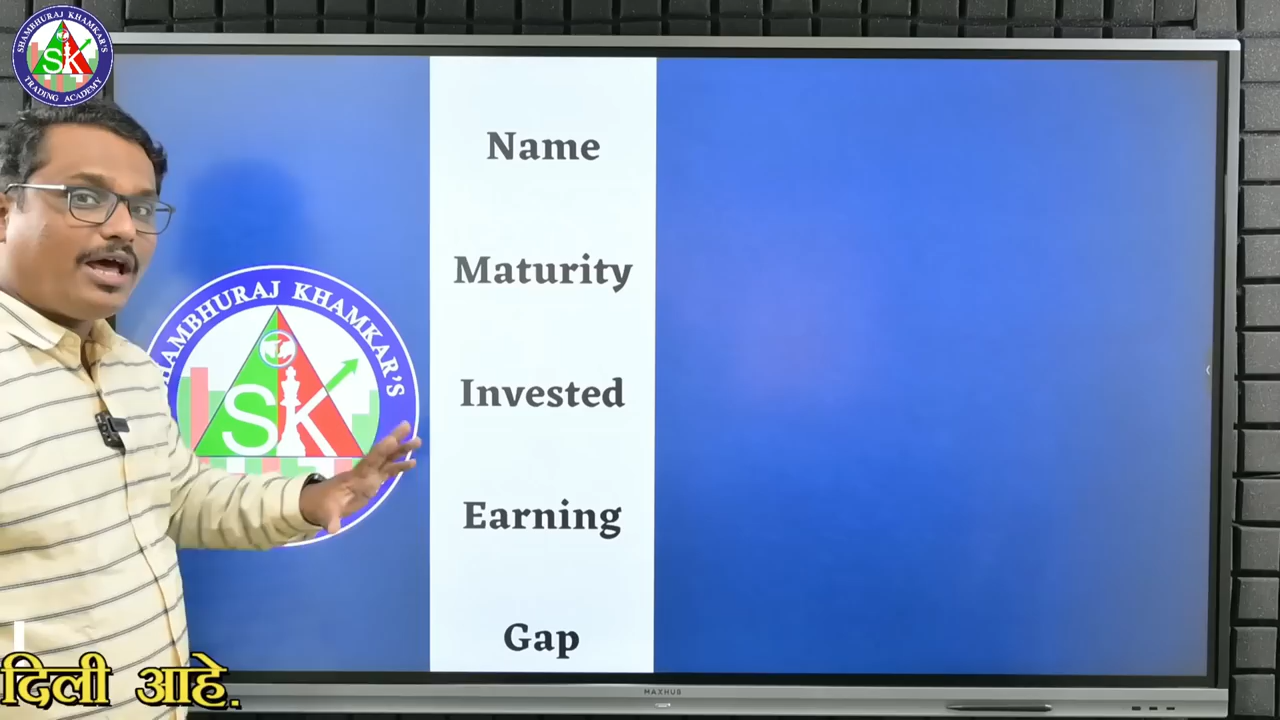 SHAMBHURAJ KHAMKAR'S
SK
TRADING ACADEMY
Name
Maturity
Invested
Earning
Gap
SHAMBHURAJ KHAMKAR'S
SK
दिली आहे.
MAXHUB